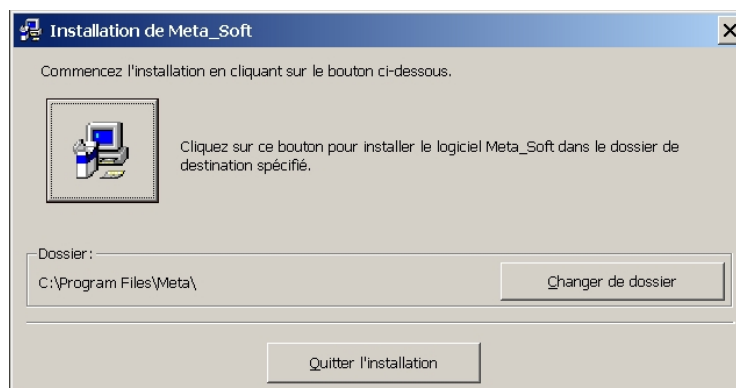 Installation de Meta_Soft
Commencez l'installation en cliquant sur le bouton ci-dessous.
Cliquez sur ce bouton pour installer le logiciel Meta_Soft dans le dossier de
destination spécifié.
Dossier:
C:\Program Files\Meta\
Changer de dossier
Quitter l'installation